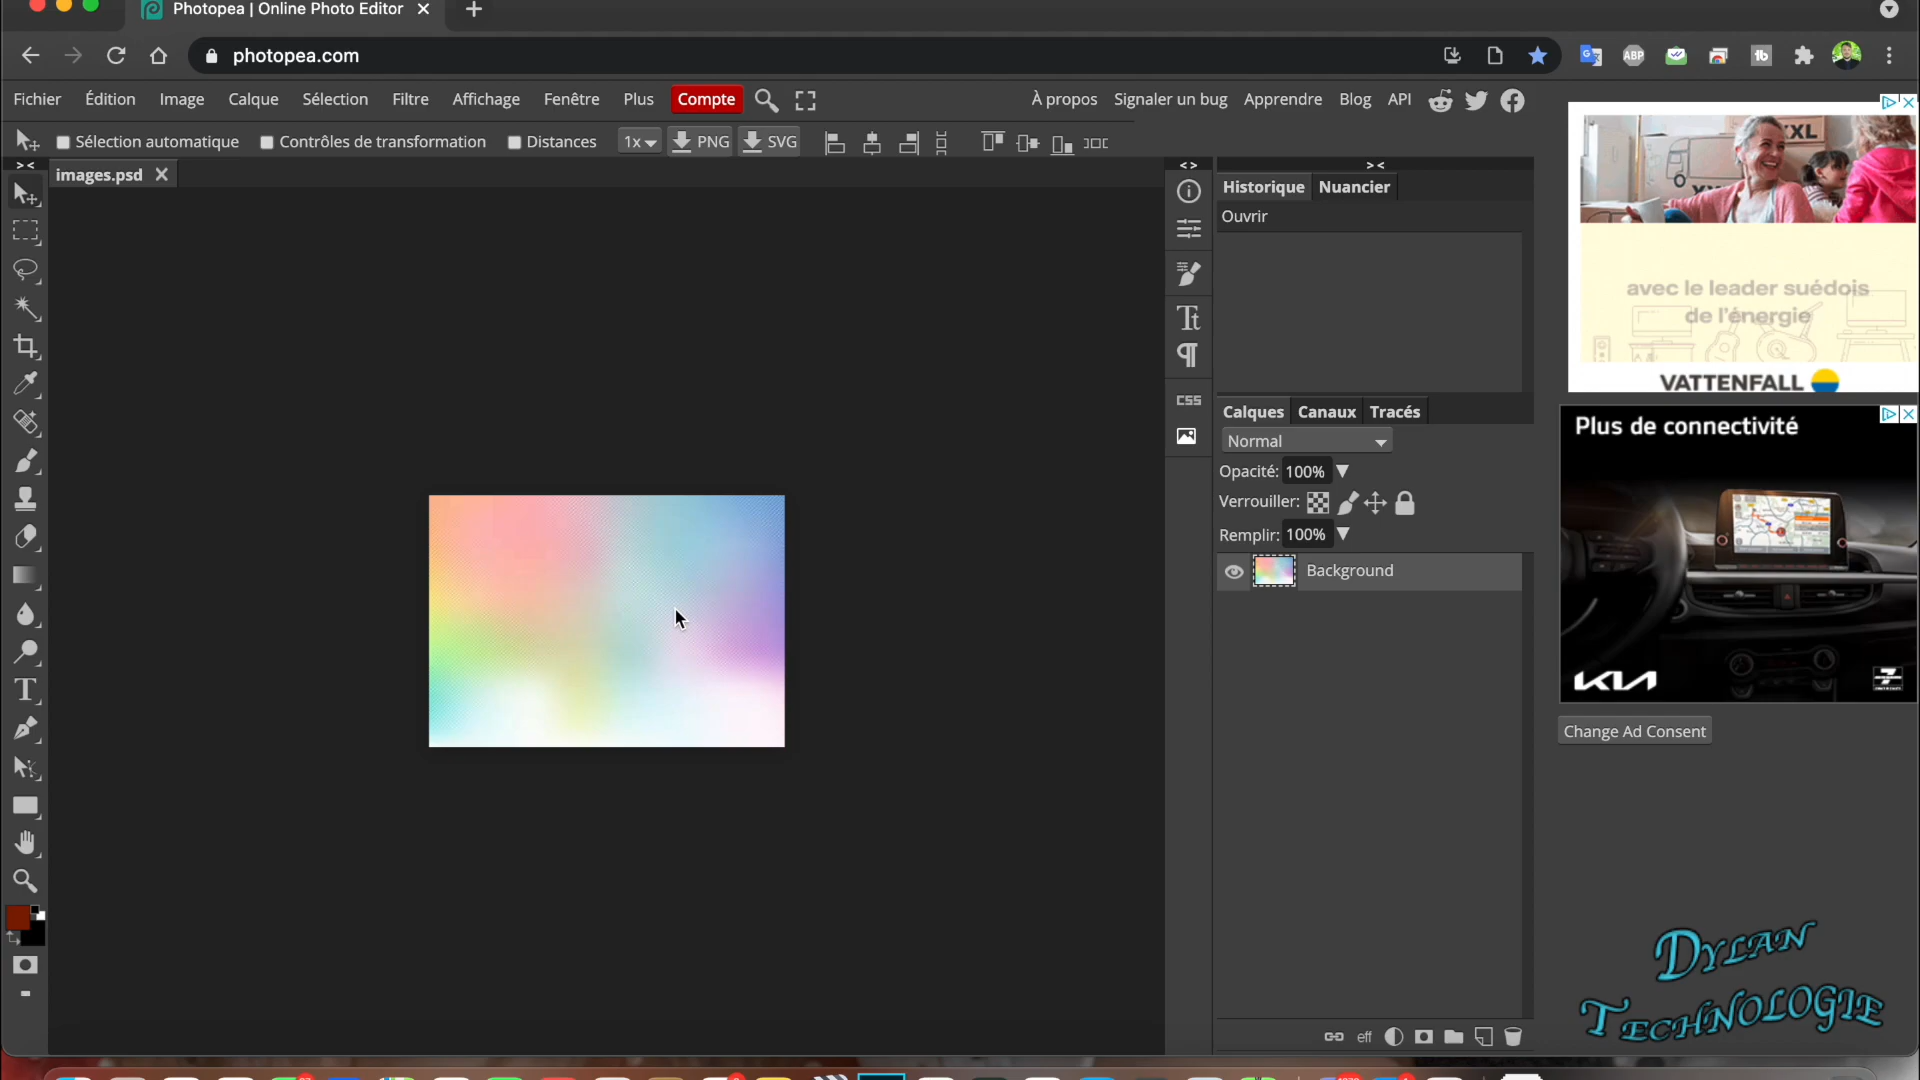 Photopea | Online Photo Editor
photopea.com
ABP
Fichier Édition Image Calque Sélection Filtre Affichage Fenêtre Plus Compte
À propos Signaler un bug Apprendre Blog API
Sélection automatique Contrôles de transformation Distances 1x PNG SVG
images.psd
Historique Nuancier
Ouvrir
CSS
Calques Canaux Tracés
Normal
Opacité: 100%
Verrouiller:
Remplir: 100%
Background
eff
XXL
avec le leader suédois
de l'énergie
VATTENFALL
Plus de connectivité
KIA
Change Ad Consent
Dylan
Technologie